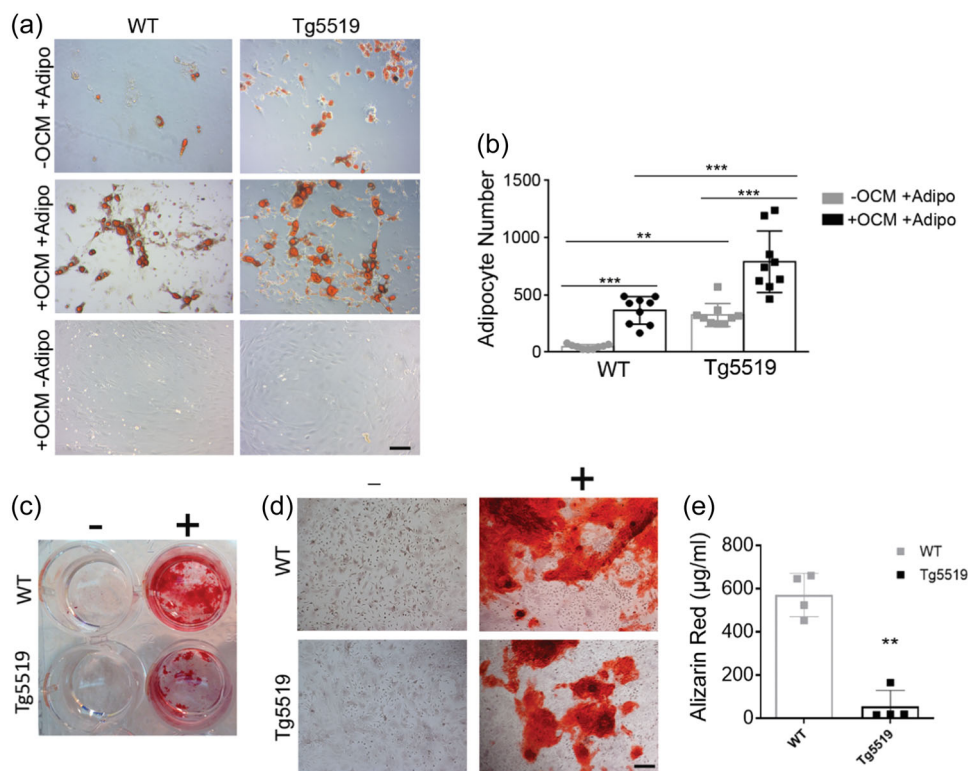 (a)
WT Tg5519
-OCM +Adipo
+OCM +Adipo
+OCM -Adipo
(b)
Adipocyte Number
1500
1000
500
0
***
***
**
***
WT Tg5519
-OCM +Adipo
+OCM +Adipo
(c)
- +
WT
Tg5519
(d)
– +
WT
Tg5519
(e)
Alizarin Red (µg/ml)
800
600
400
200
0
WT
Tg5519
**
WT
Tg5519